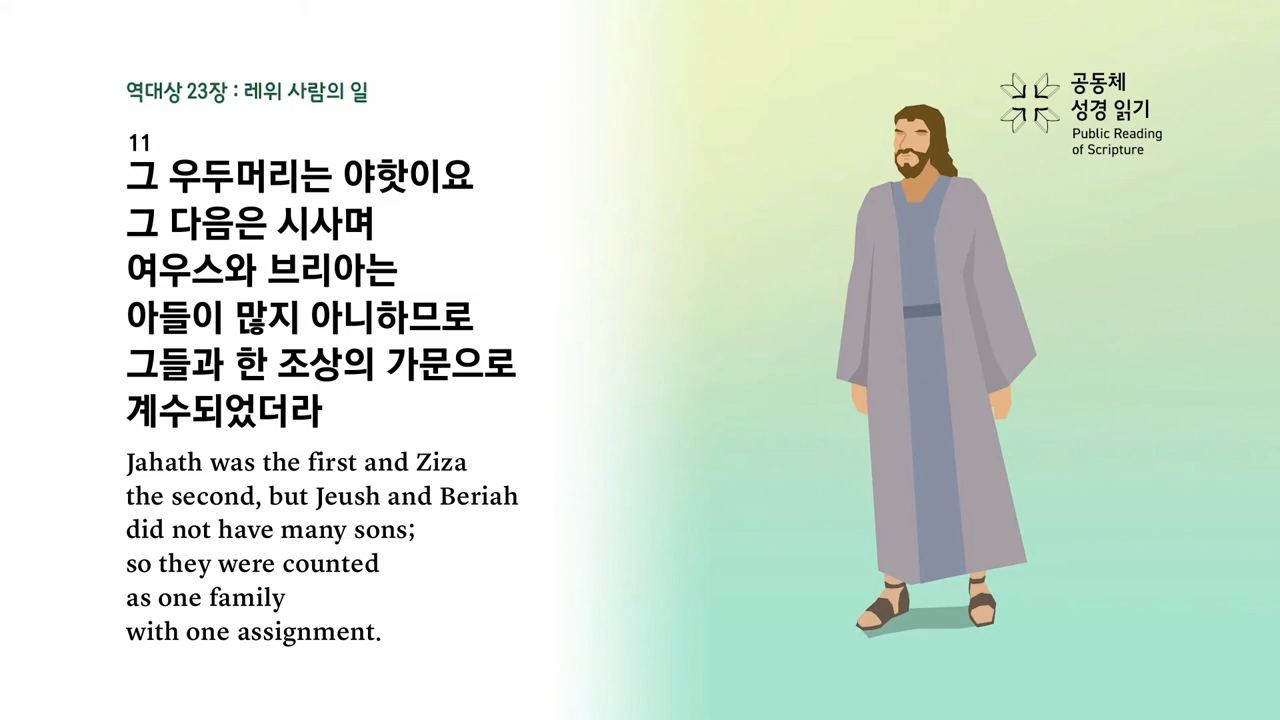 역대상 23장 : 레위 사람의 일
11
그 우두머리는 야핫이요
그 다음은 시사며
여우스와 브리아는
아들이 많지 아니하므로
그들과 한 조상의 가문으로
계수되었더라
Jahath was the first and Ziza
the second, but Jeush and Beriah
did not have many sons;
so they were counted
as one family
with one assignment.
공동체
성경 읽기
Public Reading
of Scripture